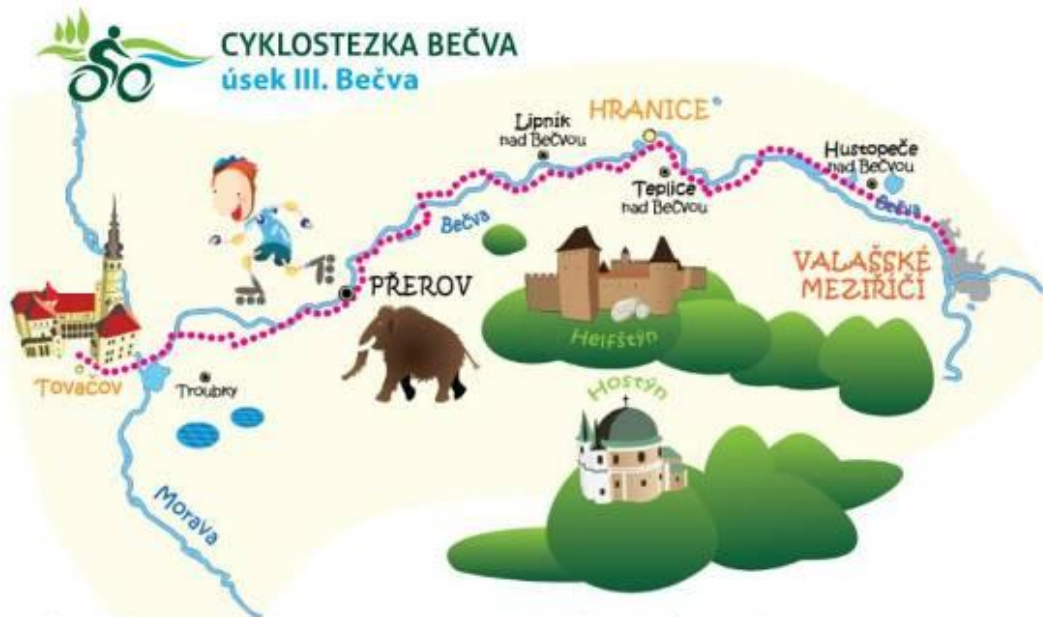 CYKLOSTEZKA BEČVA
úsek III. Bečva
HRANICE
Lipník
nad Bečvou
Hustopeče
nad Bečvou
Teplice
nad Bečvou
Bečva
Bečva
VALAŠSKÉ
MEZIŘÍČÍ
PŘEROV
Helfštýn
Tovačov
Troubky
Hostýn
Morava